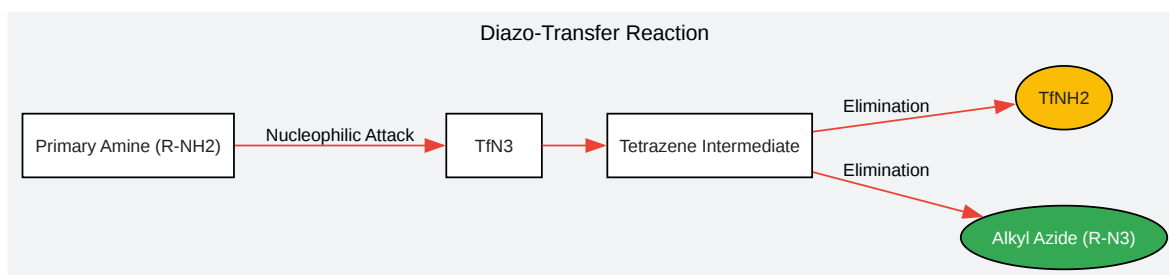 Diazo-Transfer Reaction
Primary Amine (R-NH2)
Nucleophilic Attack
TfN3
Tetrazene Intermediate
Elimination
TfNH2
Elimination
Alkyl Azide (R-N3)